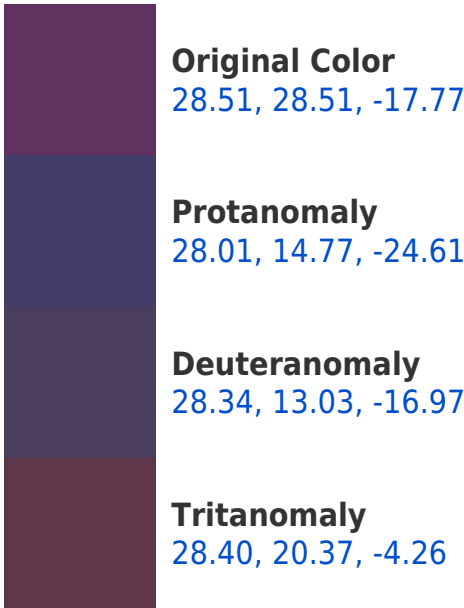 Original Color
28.51, 28.51, -17.77
Protanomaly
28.01, 14.77, -24.61
Deuteranomaly
28.34, 13.03, -16.97
Tritanomaly
28.40, 20.37, -4.26